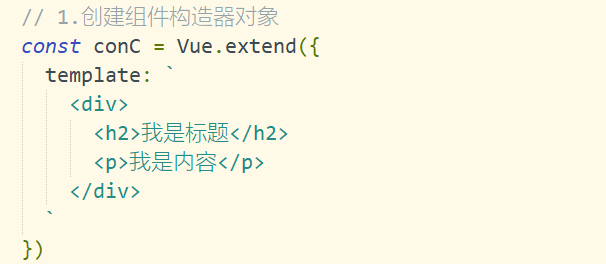 // 1.创建组件构造器对象
const conC = Vue.extend({
  template: `
    <div>
      <h2>我是标题</h2>
      <p>我是内容</p>
    </div>
  `
})